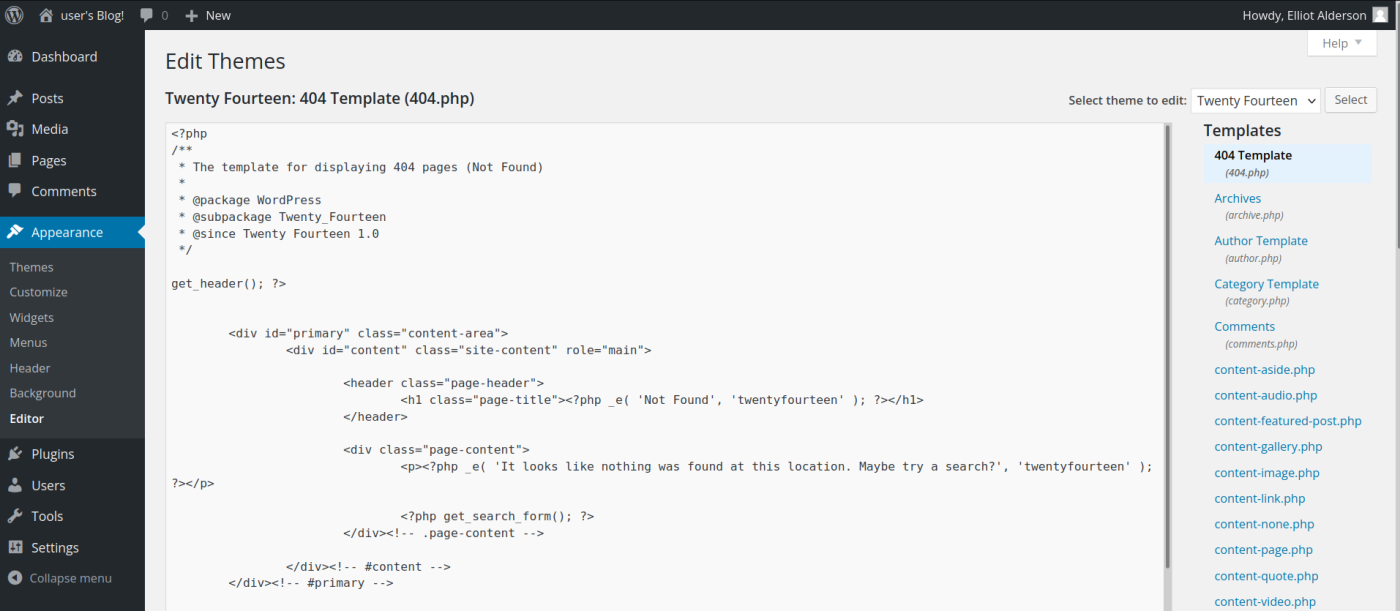 user's Blog! 0 New Howdy, Elliot Alderson
Help
Dashboard
Posts
Media
Pages
Comments
Appearance
Themes
Customize
Widgets
Menus
Header
Background
Editor
Plugins
Users
Tools
Settings
Collapse menu
Edit Themes
Twenty Fourteen: 404 Template (404.php)
Select theme to edit: Twenty Fourteen Select
<?php
/**
 * The template for displaying 404 pages (Not Found)
 *
 * @package WordPress
 * @subpackage Twenty_Fourteen
 * @since Twenty Fourteen 1.0
 */
get_header(); ?>
<div id="primary" class="content-area">
<div id="content" class="site-content" role="main">
<header class="page-header">
<h1 class="page-title"><?php _e( 'Not Found', 'twentyfourteen' ); ?></h1>
</header>
<div class="page-content">
<p><?php _e( 'It looks like nothing was found at this location. Maybe try a search?', 'twentyfourteen' );
?></p>
<?php get_search_form(); ?>
</div><!-- .page-content -->
</div><!-- #content -->
</div><!-- #primary -->
Templates
404 Template
(404.php)
Archives
(archive.php)
Author Template
(author.php)
Category Template
(category.php)
Comments
(comments.php)
content-aside.php
content-audio.php
content-featured-post.php
content-gallery.php
content-image.php
content-link.php
content-none.php
content-page.php
content-quote.php
content-video.php